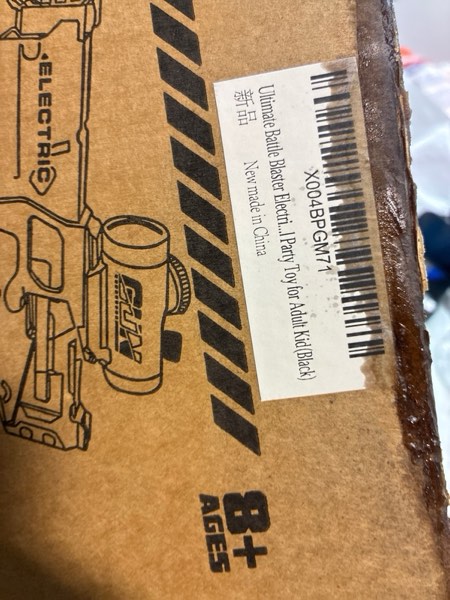 ELECTRIC
GUN
X004BPGM71
Ultimate Battle Blaster Electri...l Party Toy for Adult Kid(Black)
新品
New made in China
8+
AGES